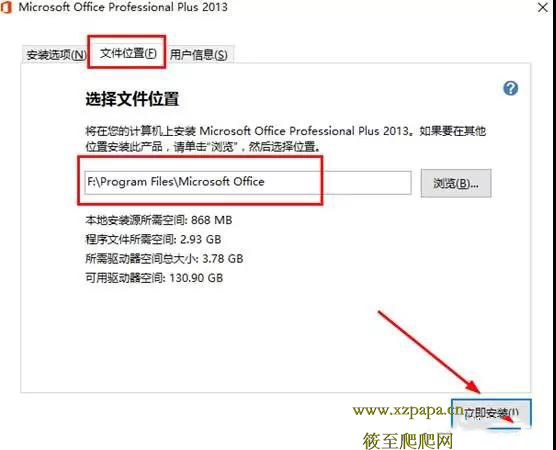 Microsoft Office Professional Plus 2013
安装选项(N) 文件位置(F) 用户信息(S)
选择文件位置
将在您的计算机上安装 Microsoft Office Professional Plus 2013。如果要在其他
位置安装此产品，请单击“浏览”，然后选择位置。
F:\Program Files\Microsoft Office
浏览(B)...
本地安装源所需空间: 868 MB
程序文件所需空间: 2.93 GB
所需驱动器空间总大小: 3.78 GB
可用驱动器空间: 130.90 GB
立即安装(I)
www.xzpapa.cn
筱至爬爬网